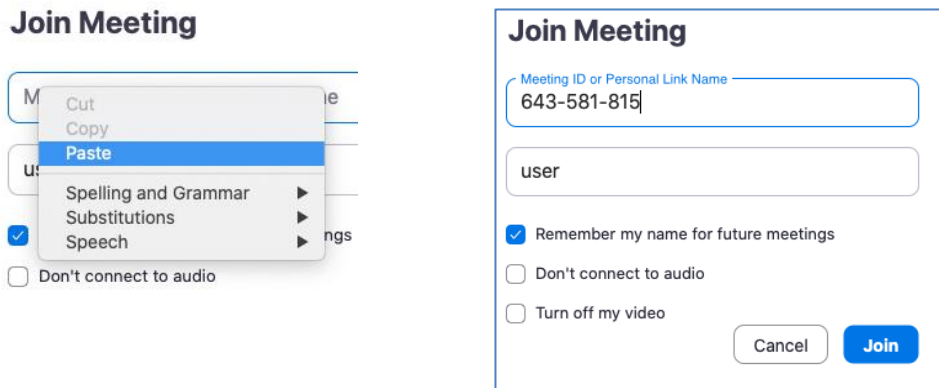 Join Meeting
M e
Cut
Copy
Paste
us
Spelling and Grammar
Substitutions
Speech
ngs
Don't connect to audio
Join Meeting
Meeting ID or Personal Link Name
643-581-815
user
Remember my name for future meetings
Don't connect to audio
Turn off my video
Cancel Join